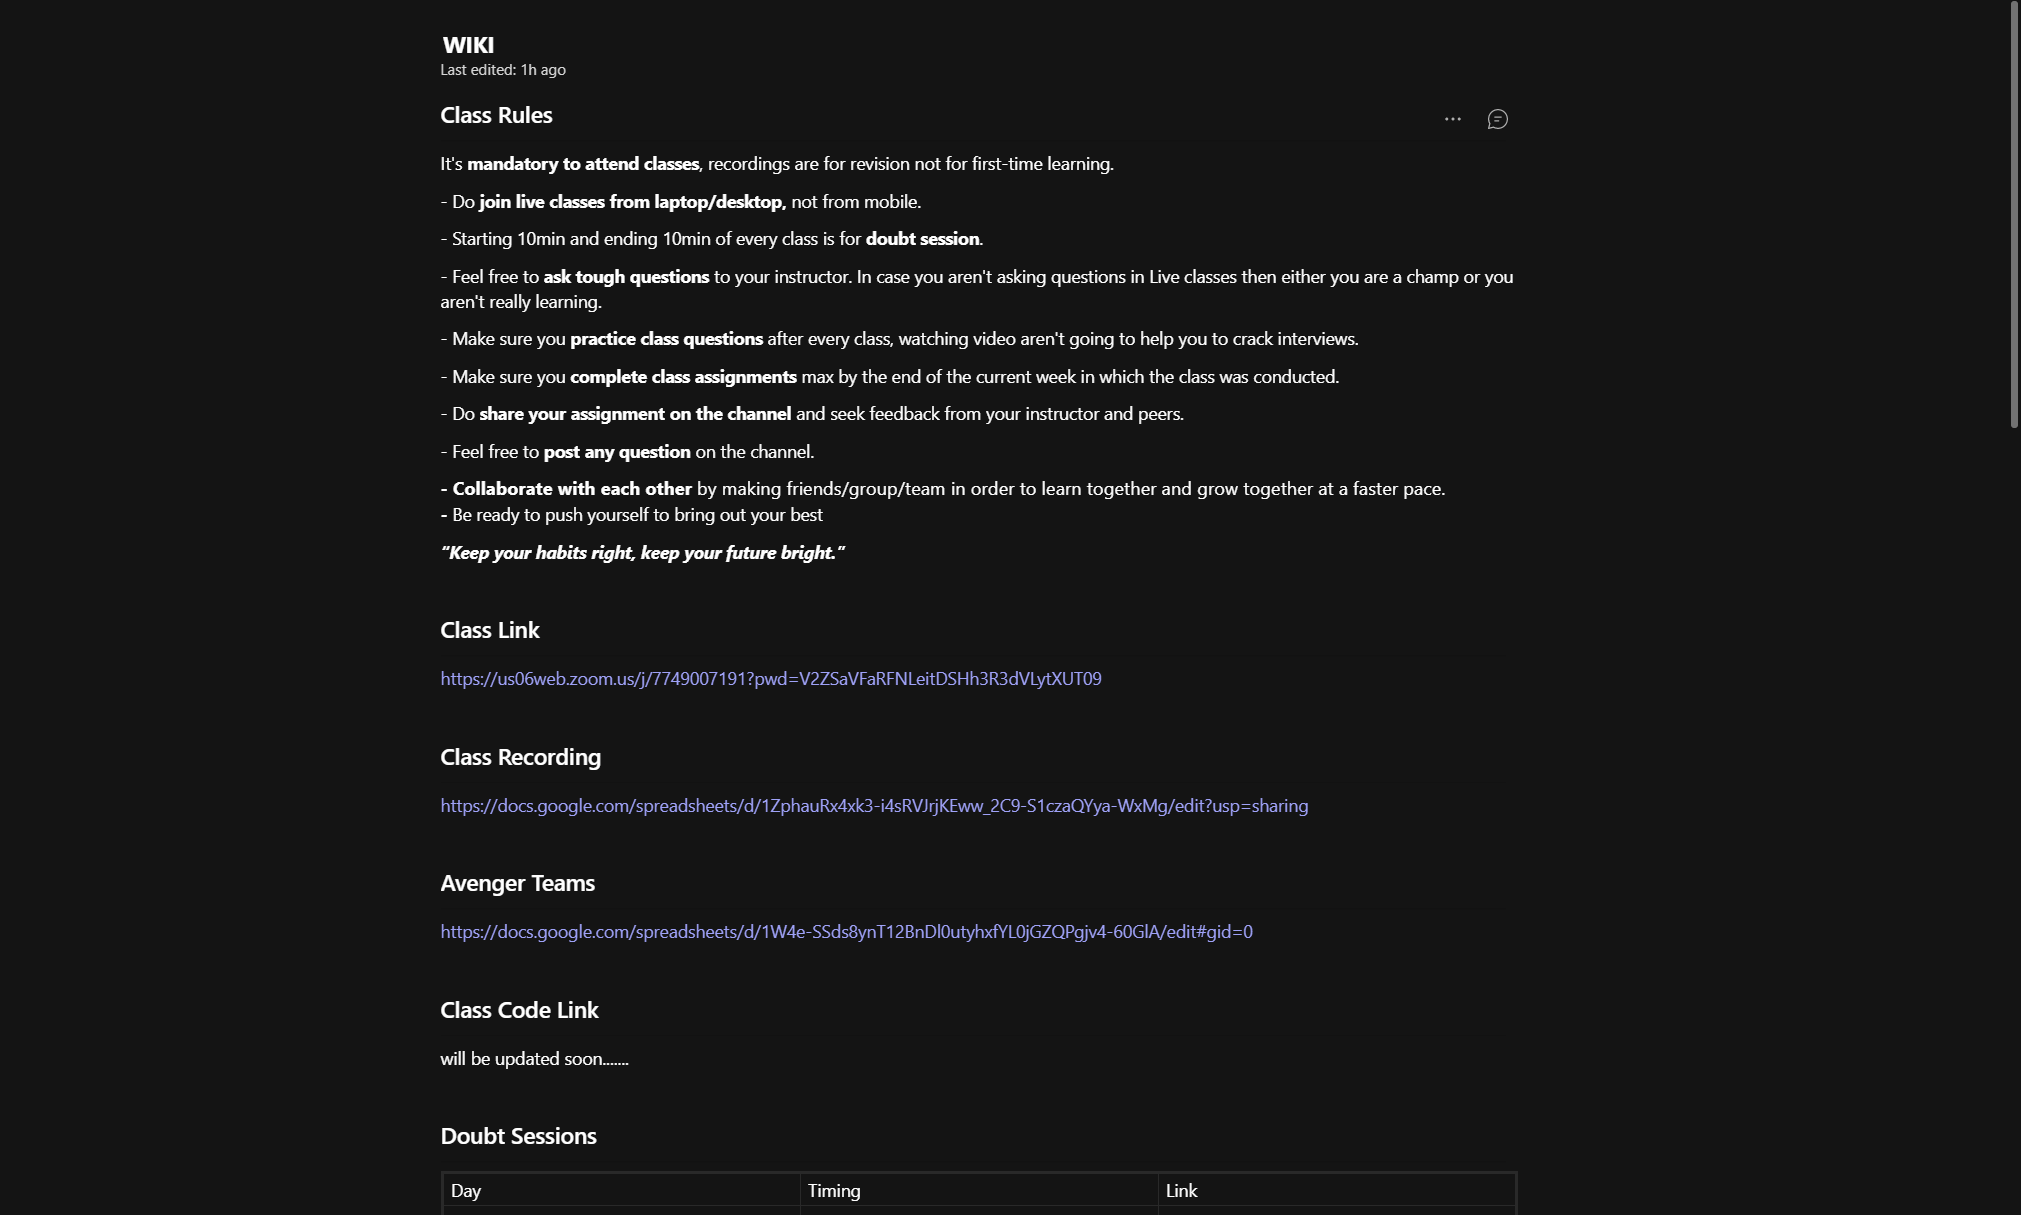 WIKI
Last edited: 1h ago
Class Rules
It's mandatory to attend classes, recordings are for revision not for first-time learning.
- Do join live classes from laptop/desktop, not from mobile.
- Starting 10min and ending 10min of every class is for doubt session.
- Feel free to ask tough questions to your instructor. In case you aren't asking questions in Live classes then either you are a champ or you
aren't really learning.
- Make sure you practice class questions after every class, watching video aren't going to help you to crack interviews.
- Make sure you complete class assignments max by the end of the current week in which the class was conducted.
- Do share your assignment on the channel and seek feedback from your instructor and peers.
- Feel free to post any question on the channel.
- Collaborate with each other by making friends/group/team in order to learn together and grow together at a faster pace.
- Be ready to push yourself to bring out your best
“Keep your habits right, keep your future bright.”
Class Link
https://us06web.zoom.us/j/7749007191?pwd=V2ZSaVFaRFNLeitDSHh3R3dVLytXUT09
Class Recording
https://docs.google.com/spreadsheets/d/1ZphauRx4xk3-i4sRVJrjKEww_2C9-S1czaQYya-WxMg/edit?usp=sharing
Avenger Teams
https://docs.google.com/spreadsheets/d/1W4e-SSds8ynT12BnDl0utyhxfYL0jGZQPgjv4-60GlA/edit#gid=0
Class Code Link
will be updated soon.......
Doubt Sessions
Day Timing Link